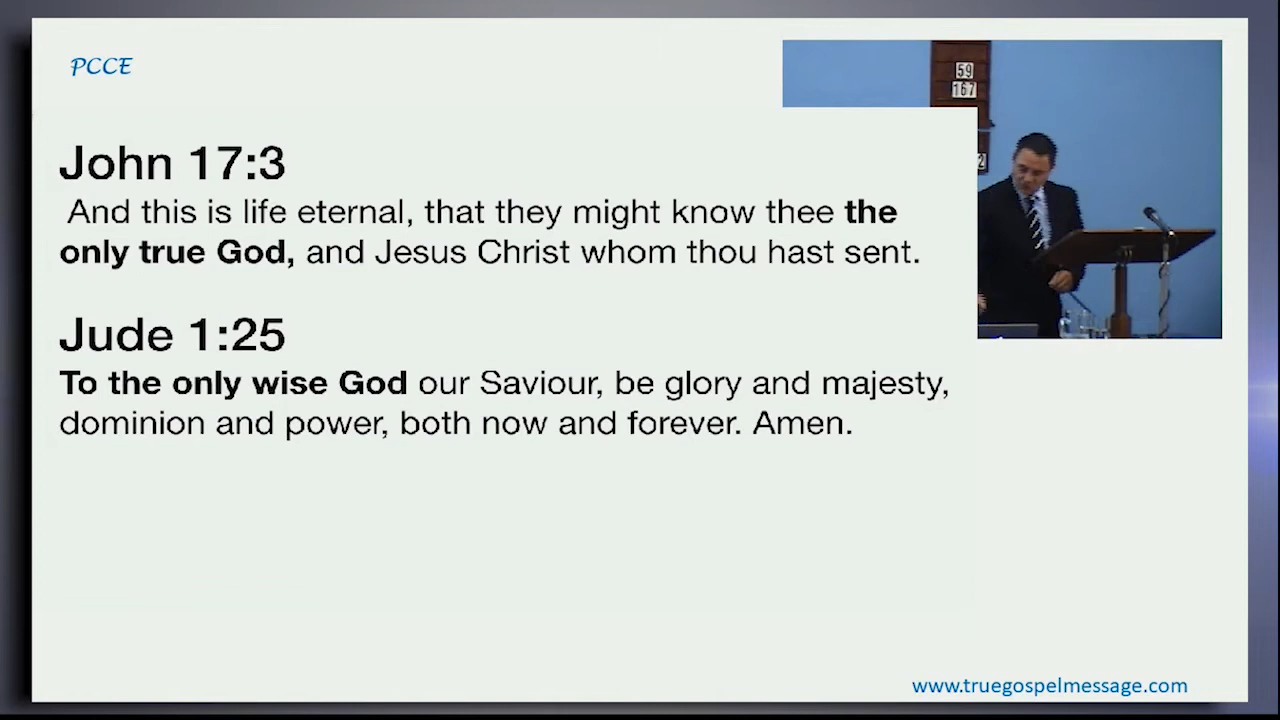 PCCE
59
167
2
John 17:3
And this is life eternal, that they might know thee the
only true God, and Jesus Christ whom thou hast sent.
Jude 1:25
To the only wise God our Saviour, be glory and majesty,
dominion and power, both now and forever. Amen.
www.truegospelmessage.com